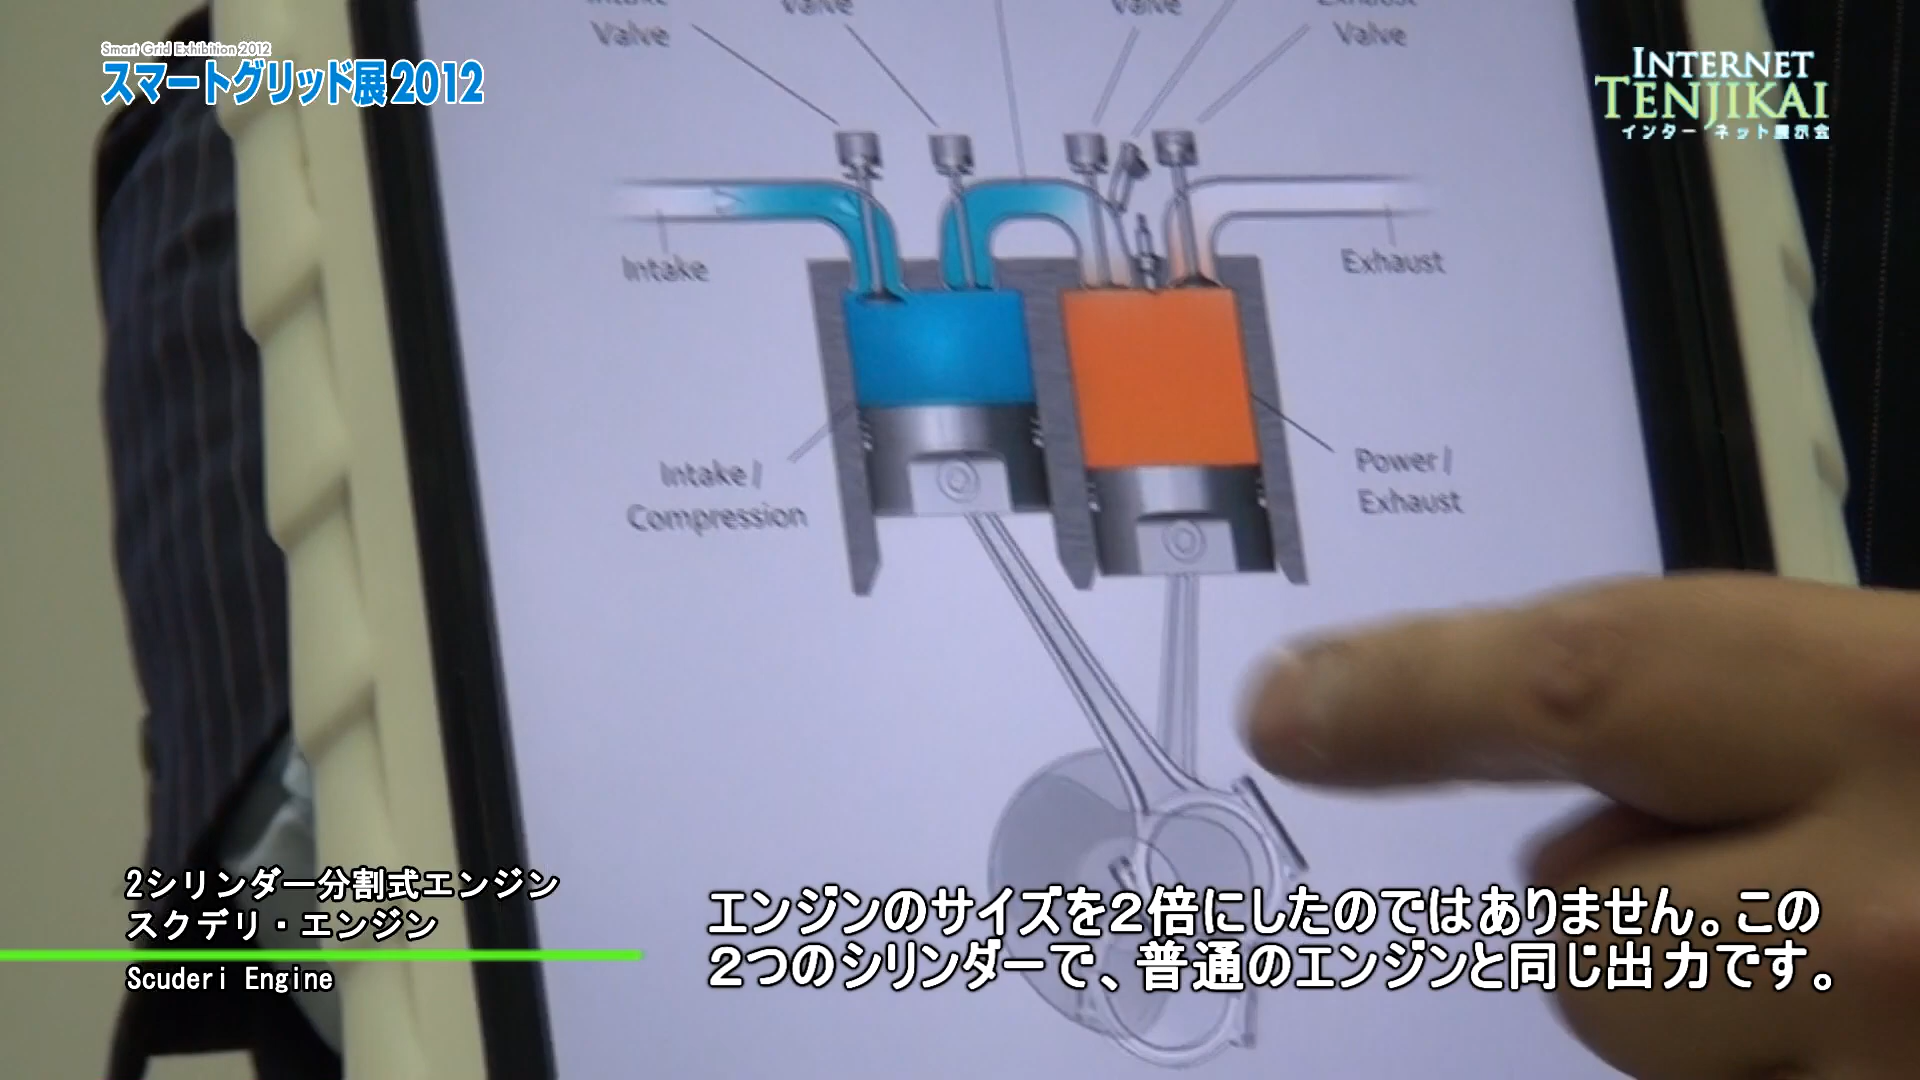 Smart Grid Exhibition 2012
スマートグリッド展2012
INTERNET
TENJIKAI
インターネット展示会
Intake
Valve
Valve
Valve
Exhaust
Valve
Intake
Exhaust
Intake/
Compression
Power/
Exhaust
2シリンダー分割式エンジン
スクデリ・エンジン
Scuderi Engine
エンジンのサイズを２倍にしたのではありません。この
２つのシリンダーで、普通のエンジンと同じ出力です。